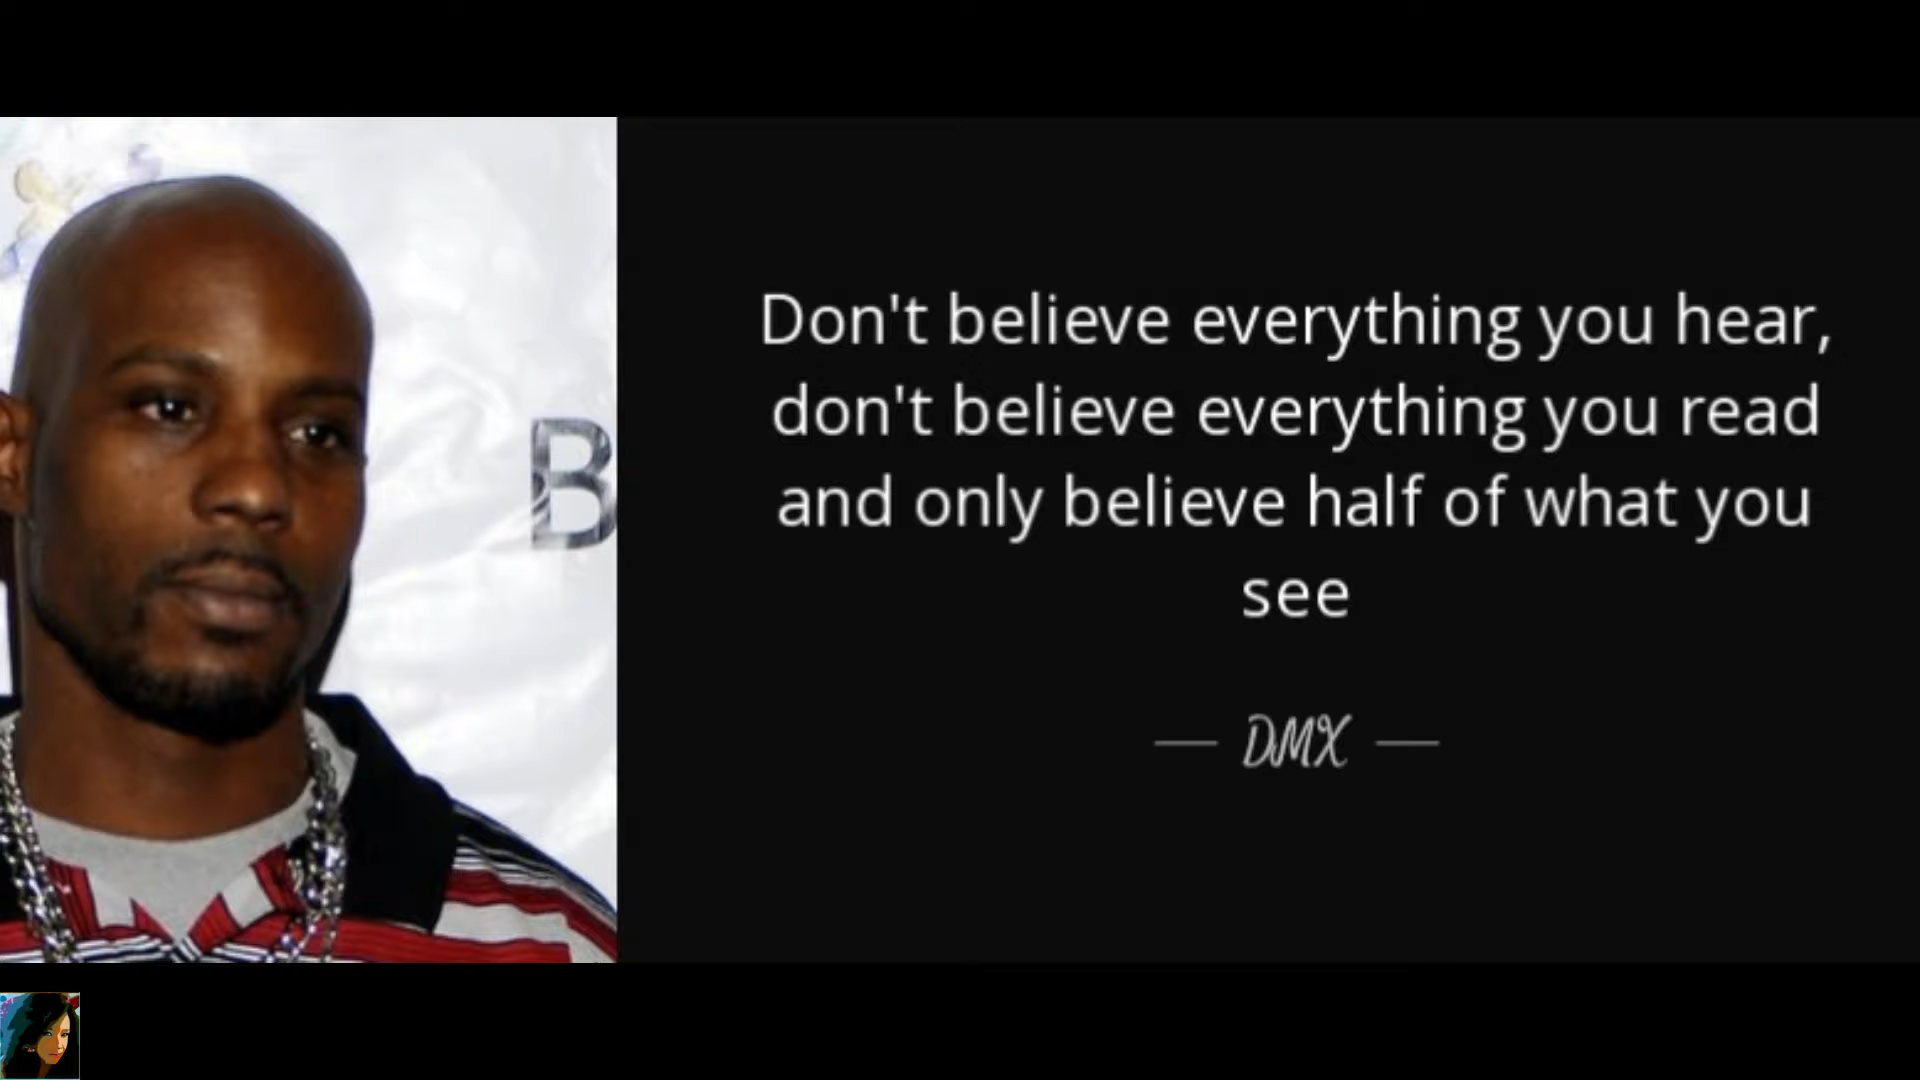 B
Don't believe everything you hear,
don't believe everything you read
and only believe half of what you
see
— DMX —